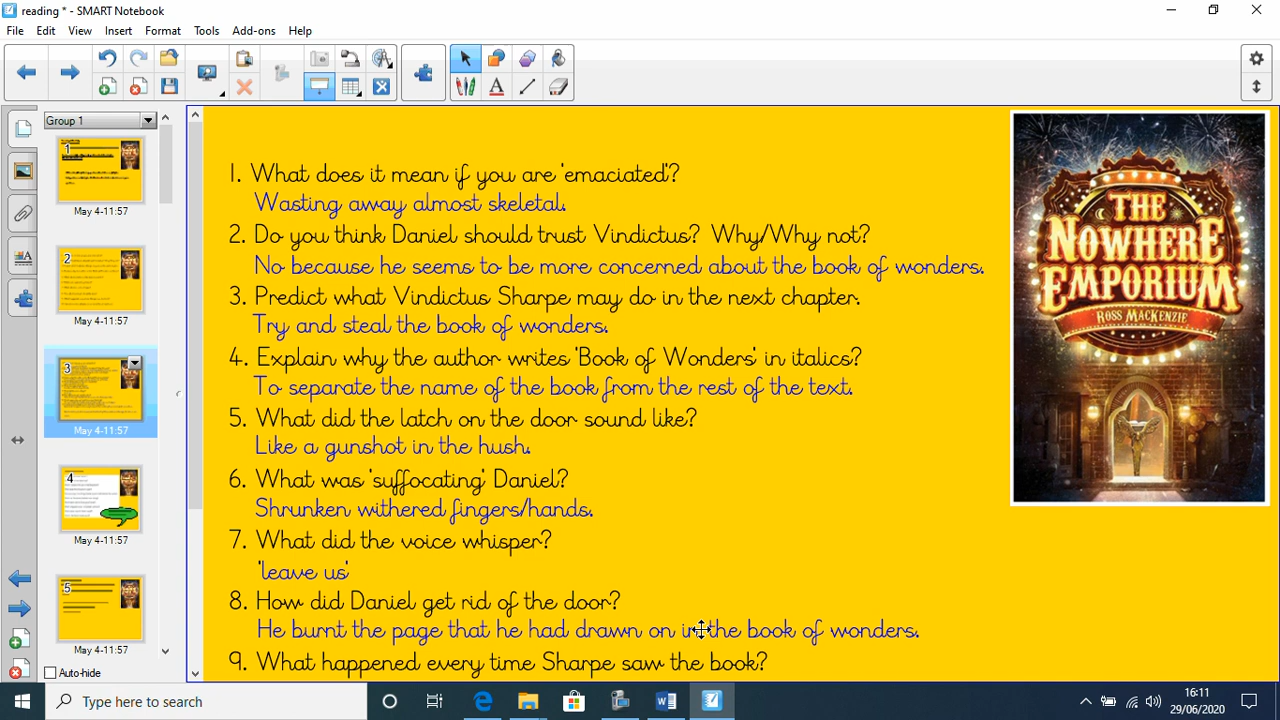 reading * - SMART Notebook
File Edit View Insert Format Tools Add-ons Help
Group 1
1
May 4-11:57
2
May 4-11:57
3
May 4-11:57
4
May 4-11:57
5
May 4-11:57
Auto-hide
1. What does it mean if you are 'emaciated'?
Wasting away almost skeletal.
2. Do you think Daniel should trust Vindictus? Why/Why not?
No because he seems to be more concerned about the book of wonders.
3. Predict what Vindictus Sharpe may do in the next chapter.
Try and steal the book of wonders.
4. Explain why the author writes 'Book of Wonders' in italics?
To separate the name of the book from the rest of the text.
5. What did the latch on the door sound like?
Like a gunshot in the hush.
6. What was 'suffocating' Daniel?
Shrunken withered fingers/hands.
7. What did the voice whisper?
'leave us'
8. How did Daniel get rid of the door?
He burnt the page that he had drawn on in the book of wonders.
9. What happened every time Sharpe saw the book?
THE
NOWHERE
EMPORIUM
ROSS MACKENZIE
Type here to search
16:11
29/06/2020